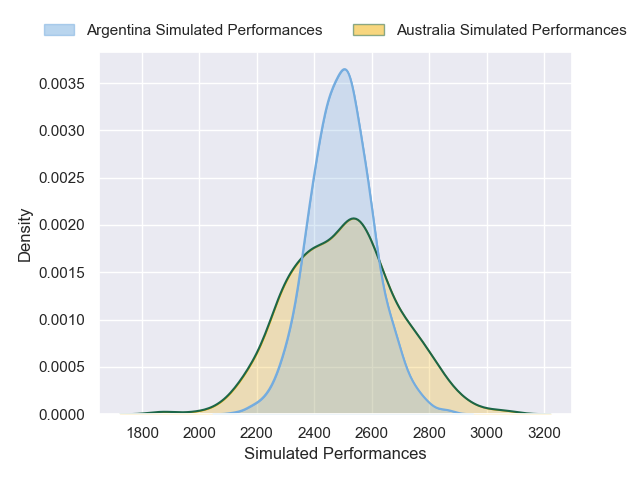 Argentina Simulated Performances Australia Simulated Performances
0.0035
0.0030
0.0025
0.0020
0.0015
0.0010
0.0005
0.0000
Density
1800 2000 2200 2400 2600 2800 3000 3200
Simulated Performances